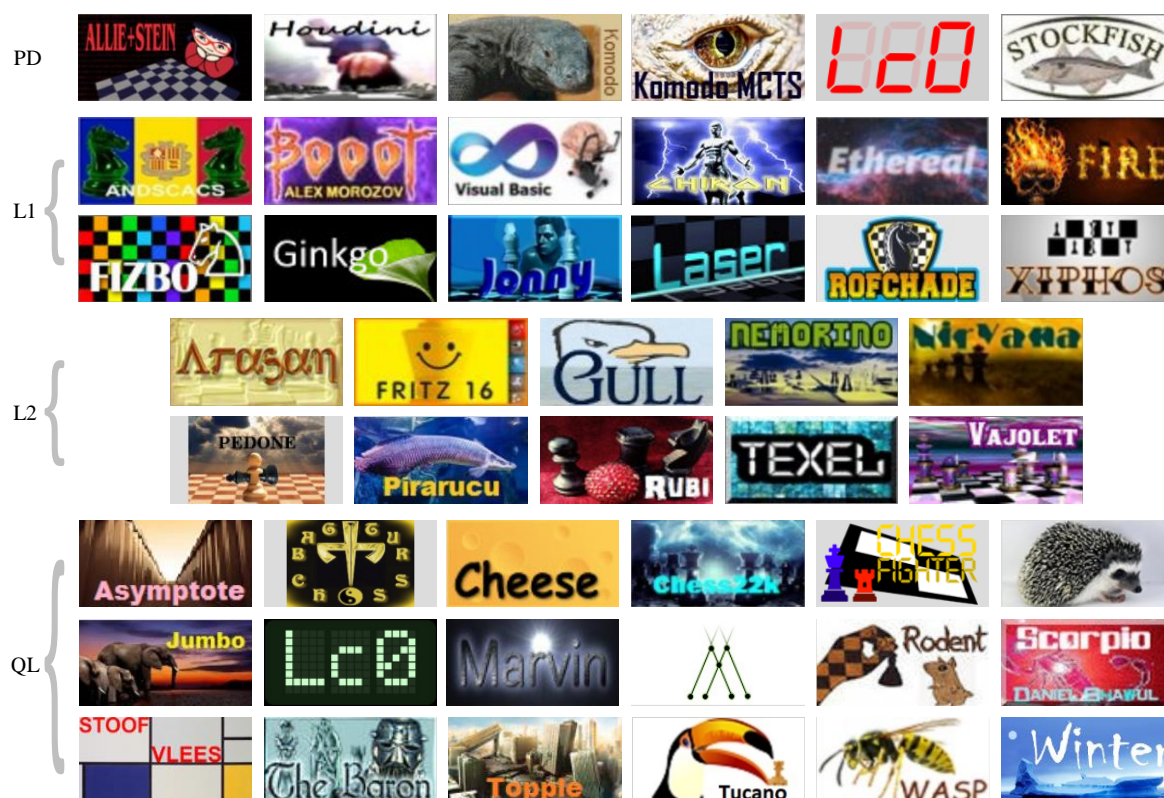 PD
ALLIE+STEIN
Houdini
Komodo
Komodo MCTS
Lc0
STOCKFISH
L1
ANDSCACS
BOOOT
ALEX MOROZOV
Visual Basic
CHIRON
Ethereal
FIRE
FIZBO
Ginkgo
Jonny
Laser
ROFCHADE
XIPHOS
L2
Arasan
FRITZ 16
GULL
NEMORINO
NirVana
PEDONE
Pirarucu
RUBI
TEXEL
VAJOLET
QL
Asymptote
BAGATUR
CHESS
Cheese
Chess22k
CHESS
FIGHTER
Jumbo
Lc0
Marvin
Rodent
Scorpio
DANIEL SHAWUL
STOOF
VLEES
The Baron
Topple
Tucano
WASP
Winter